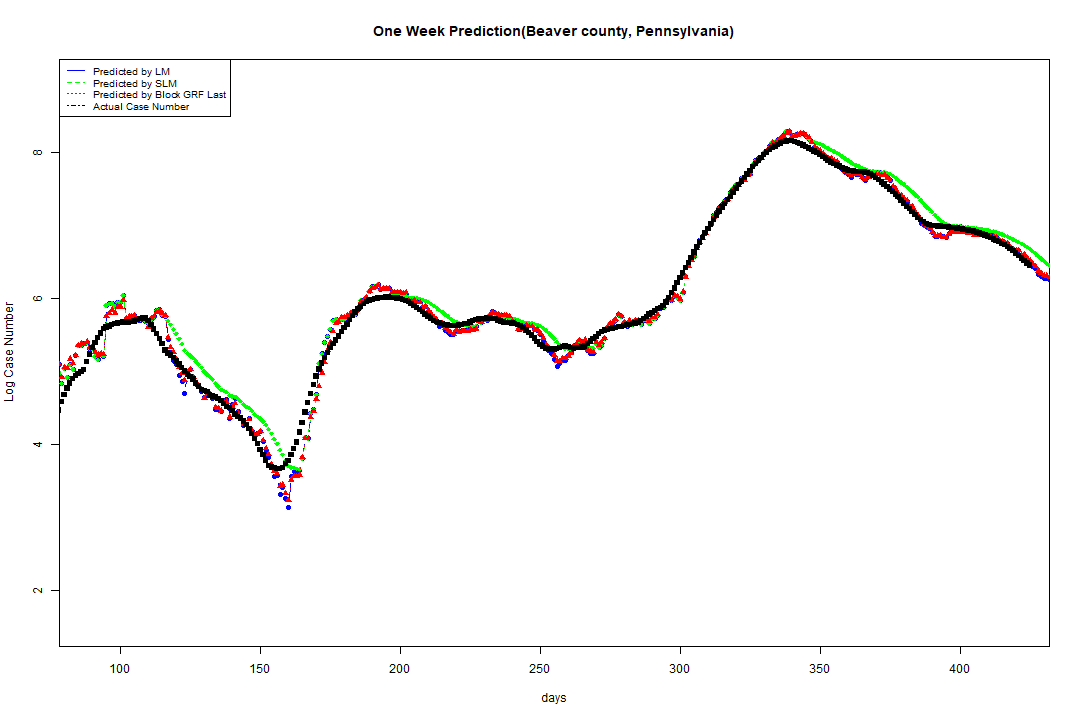 One Week Prediction(Beaver county, Pennsylvania)
Predicted by LM
Predicted by SLM
Predicted by Block GRF Last
Actual Case Number
8
6
4
2
Log Case Number
100 150 200 250 300 350 400
days